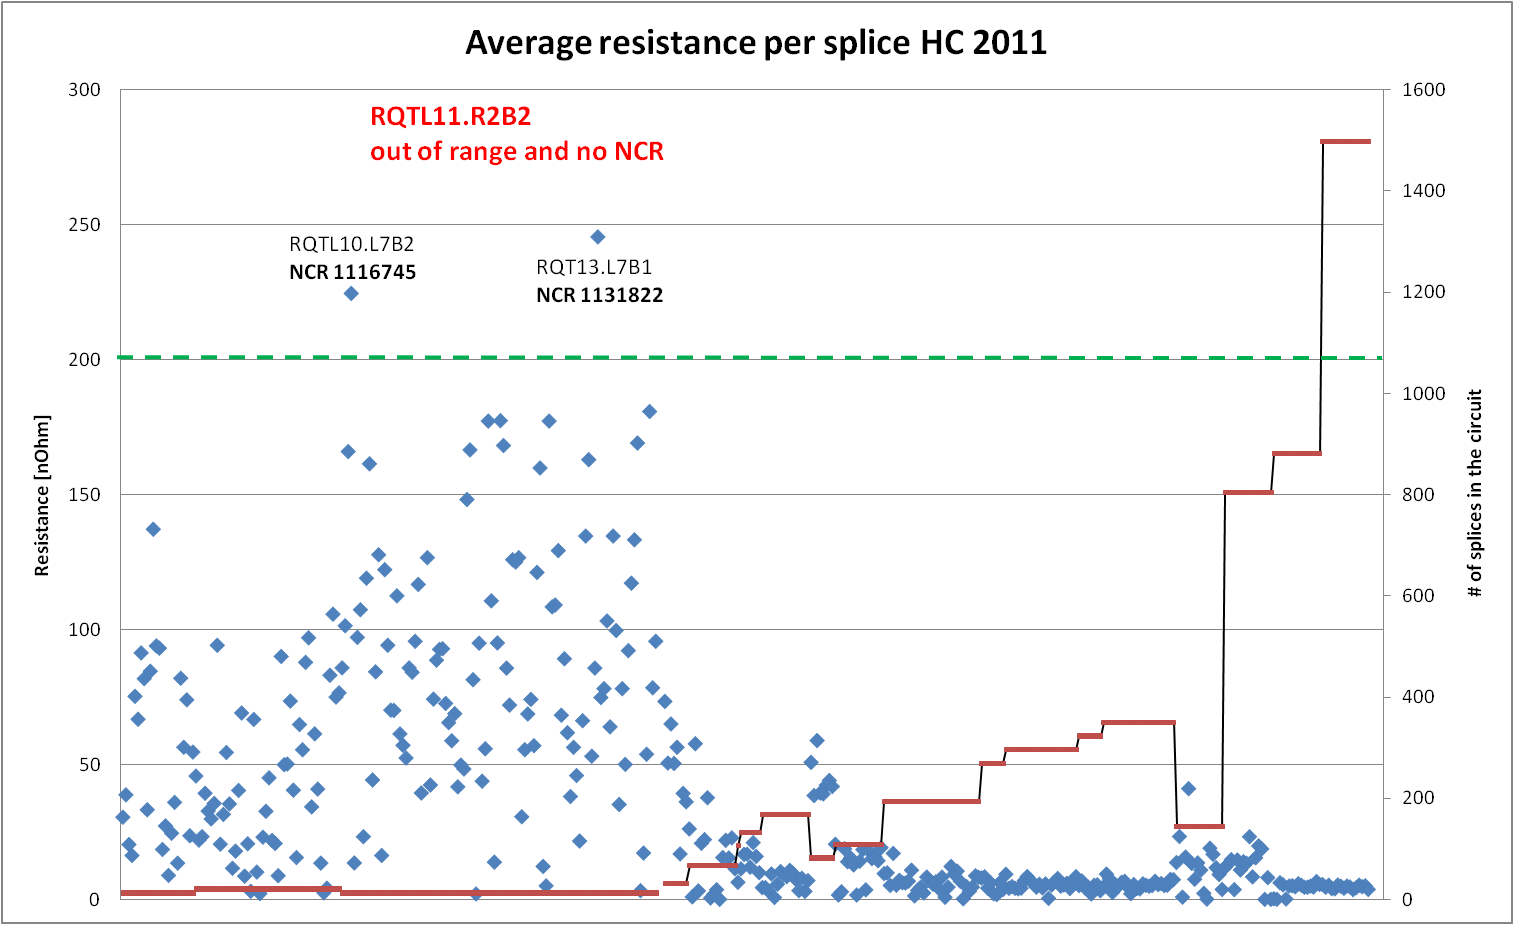 Average resistance per splice HC 2011
RQTL11.R2B2
out of range and no NCR
RQTL10.L7B2
NCR 1116745
RQT13.L7B1
NCR 1131822
Resistance [nOhm]
300
250
200
150
100
50
0
# of splices in the circuit
1600
1400
1200
1000
800
600
400
200
0